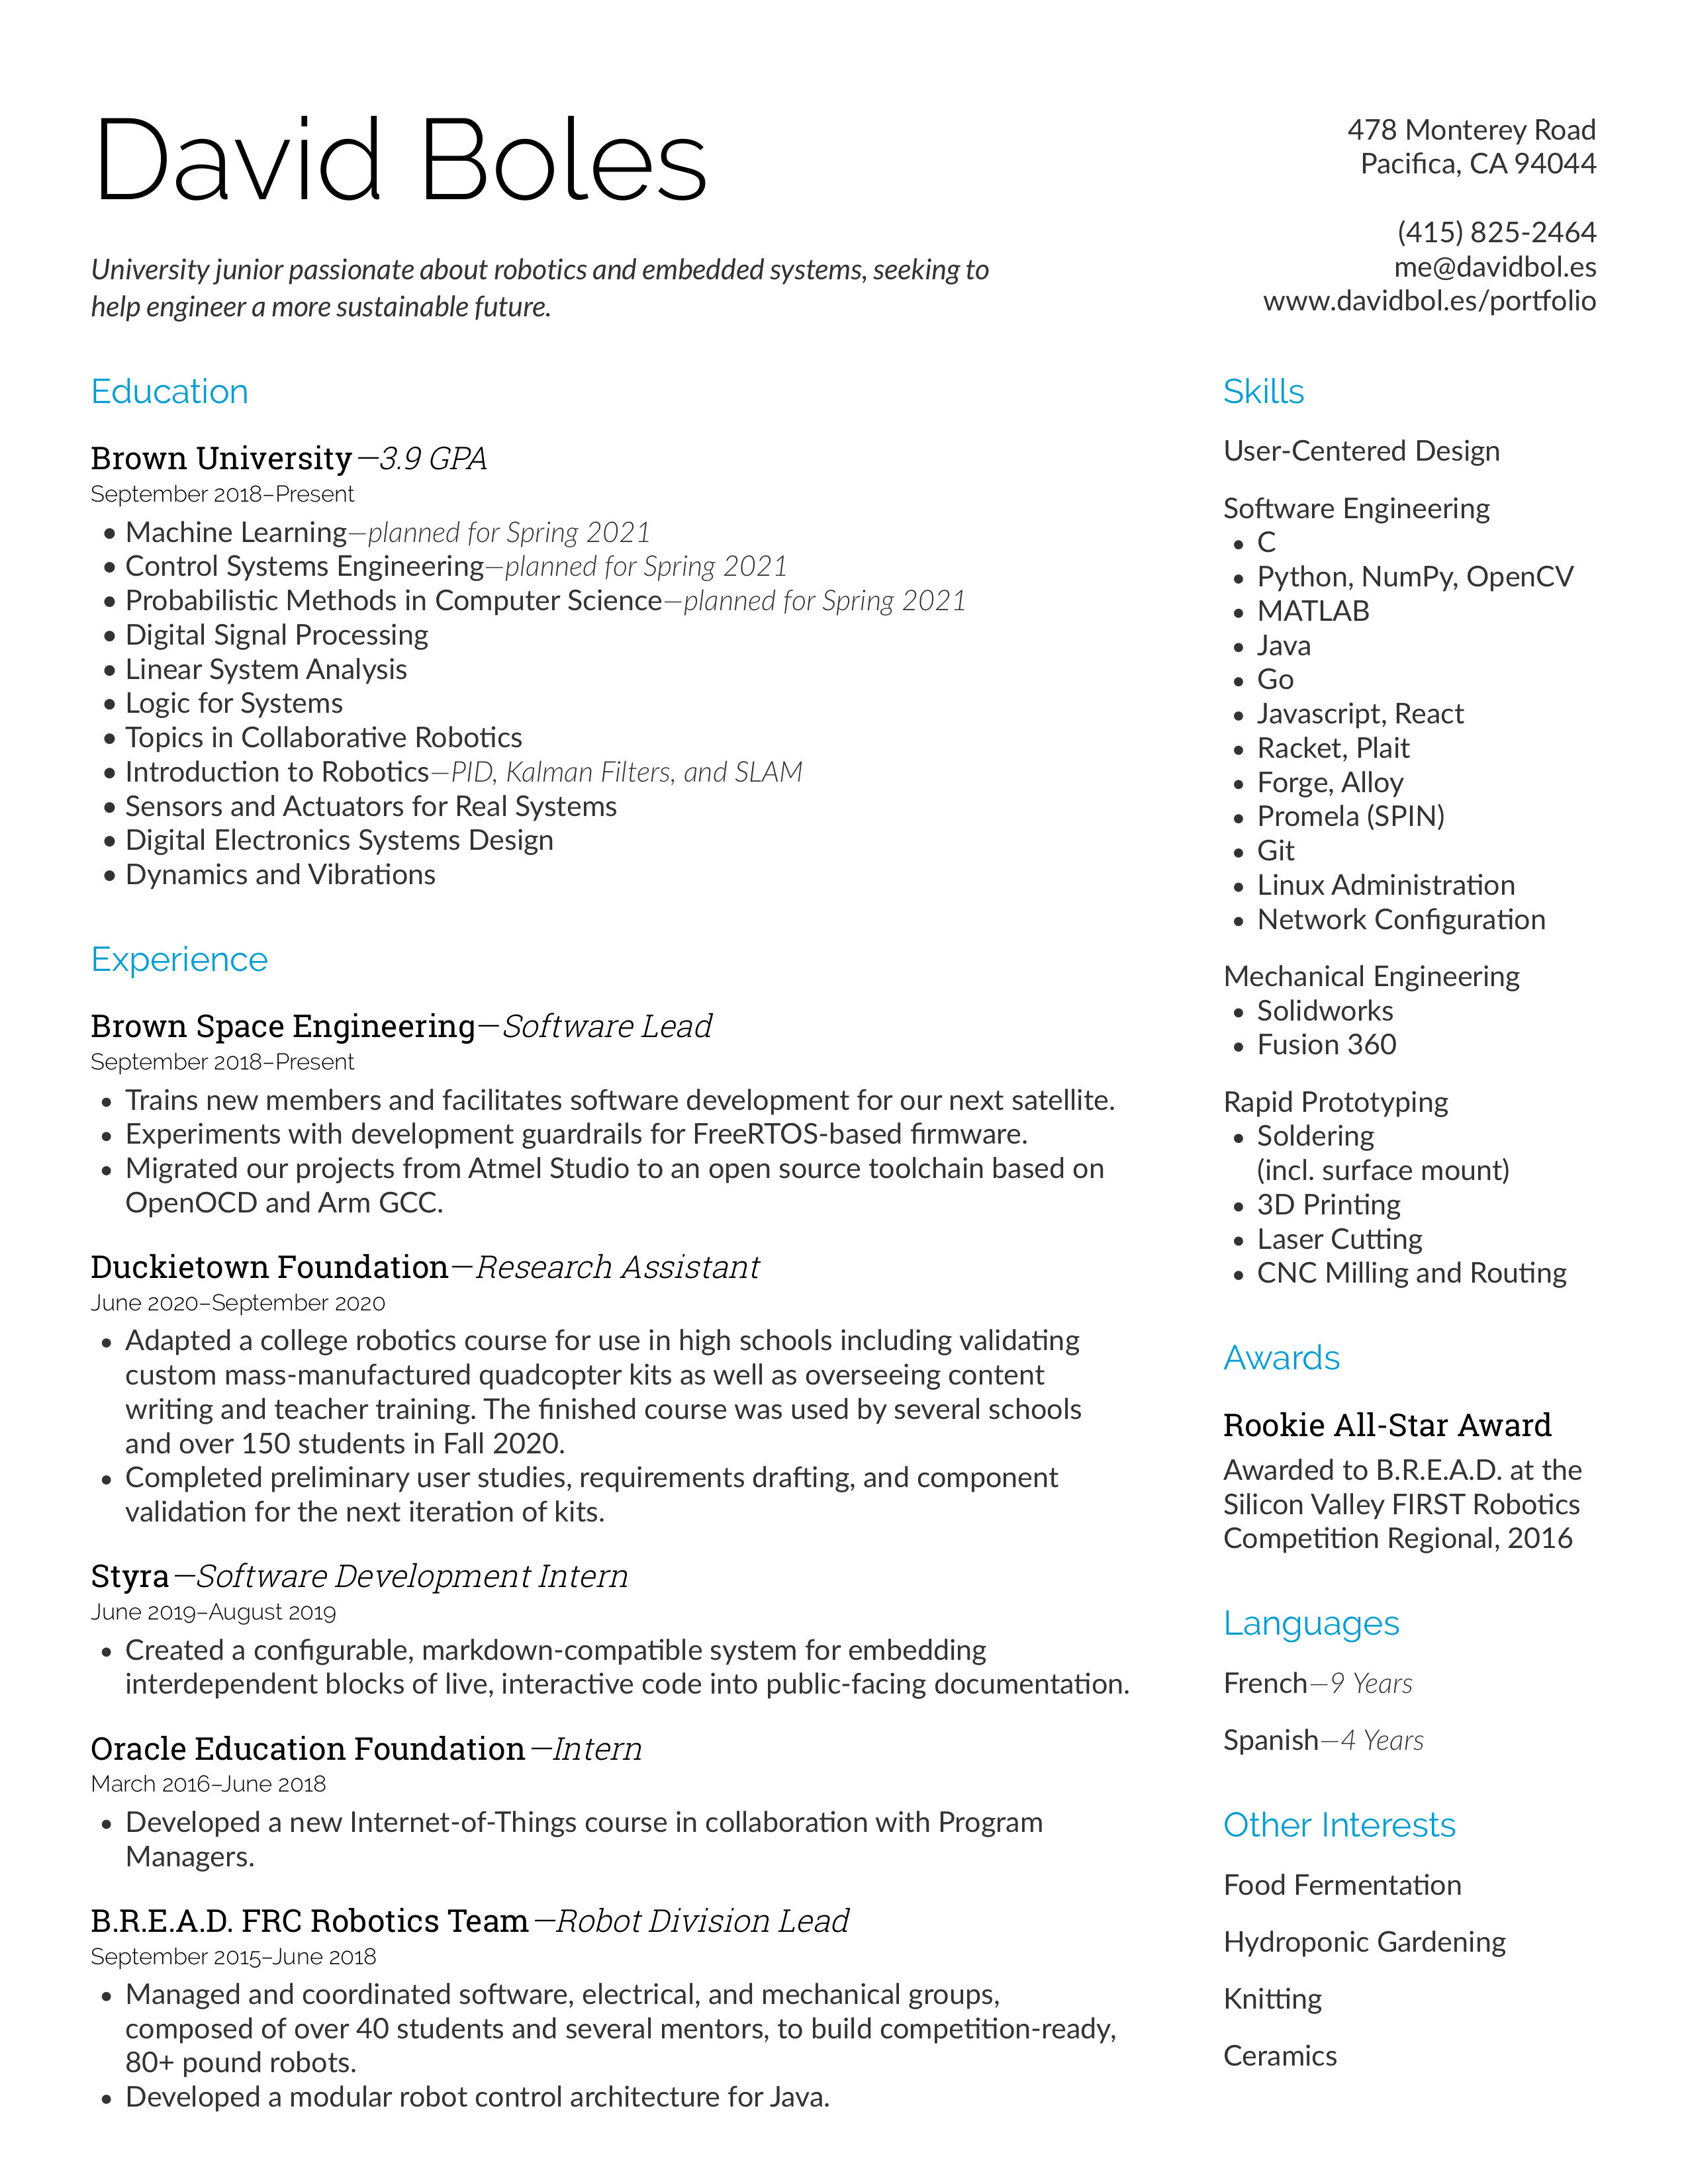 David Boles
University junior passionate about robotics and embedded systems, seeking to
help engineer a more sustainable future.
478 Monterey Road
Pacifica, CA 94044
(415) 825-2464
me@davidbol.es
www.davidbol.es/portfolio
Education
Brown University—3.9 GPA
September 2018–Present
• Machine Learning—planned for Spring 2021
• Control Systems Engineering—planned for Spring 2021
• Probabilistic Methods in Computer Science—planned for Spring 2021
• Digital Signal Processing
• Linear System Analysis
• Logic for Systems
• Topics in Collaborative Robotics
• Introduction to Robotics—PID, Kalman Filters, and SLAM
• Sensors and Actuators for Real Systems
• Digital Electronics Systems Design
• Dynamics and Vibrations
Experience
Brown Space Engineering—Software Lead
September 2018–Present
• Trains new members and facilitates software development for our next satellite.
• Experiments with development guardrails for FreeRTOS-based firmware.
• Migrated our projects from Atmel Studio to an open source toolchain based on
OpenOCD and Arm GCC.
Duckietown Foundation—Research Assistant
June 2020–September 2020
• Adapted a college robotics course for use in high schools including validating
custom mass-manufactured quadcopter kits as well as overseeing content
writing and teacher training. The finished course was used by several schools
and over 150 students in Fall 2020.
• Completed preliminary user studies, requirements drafting, and component
validation for the next iteration of kits.
Styra—Software Development Intern
June 2019–August 2019
• Created a configurable, markdown-compatible system for embedding
interdependent blocks of live, interactive code into public-facing documentation.
Oracle Education Foundation—Intern
March 2016–June 2018
• Developed a new Internet-of-Things course in collaboration with Program
Managers.
B.R.E.A.D. FRC Robotics Team—Robot Division Lead
September 2015–June 2018
• Managed and coordinated software, electrical, and mechanical groups,
composed of over 40 students and several mentors, to build competition-ready,
80+ pound robots.
• Developed a modular robot control architecture for Java.
Skills
User-Centered Design
Software Engineering
• C
• Python, NumPy, OpenCV
• MATLAB
• Java
• Go
• Javascript, React
• Racket, Plait
• Forge, Alloy
• Promela (SPIN)
• Git
• Linux Administration
• Network Configuration
Mechanical Engineering
• Solidworks
• Fusion 360
Rapid Prototyping
• Soldering
(incl. surface mount)
• 3D Printing
• Laser Cutting
• CNC Milling and Routing
Awards
Rookie All-Star Award
Awarded to B.R.E.A.D. at the
Silicon Valley FIRST Robotics
Competition Regional, 2016
Languages
French—9 Years
Spanish—4 Years
Other Interests
Food Fermentation
Hydroponic Gardening
Knitting
Ceramics